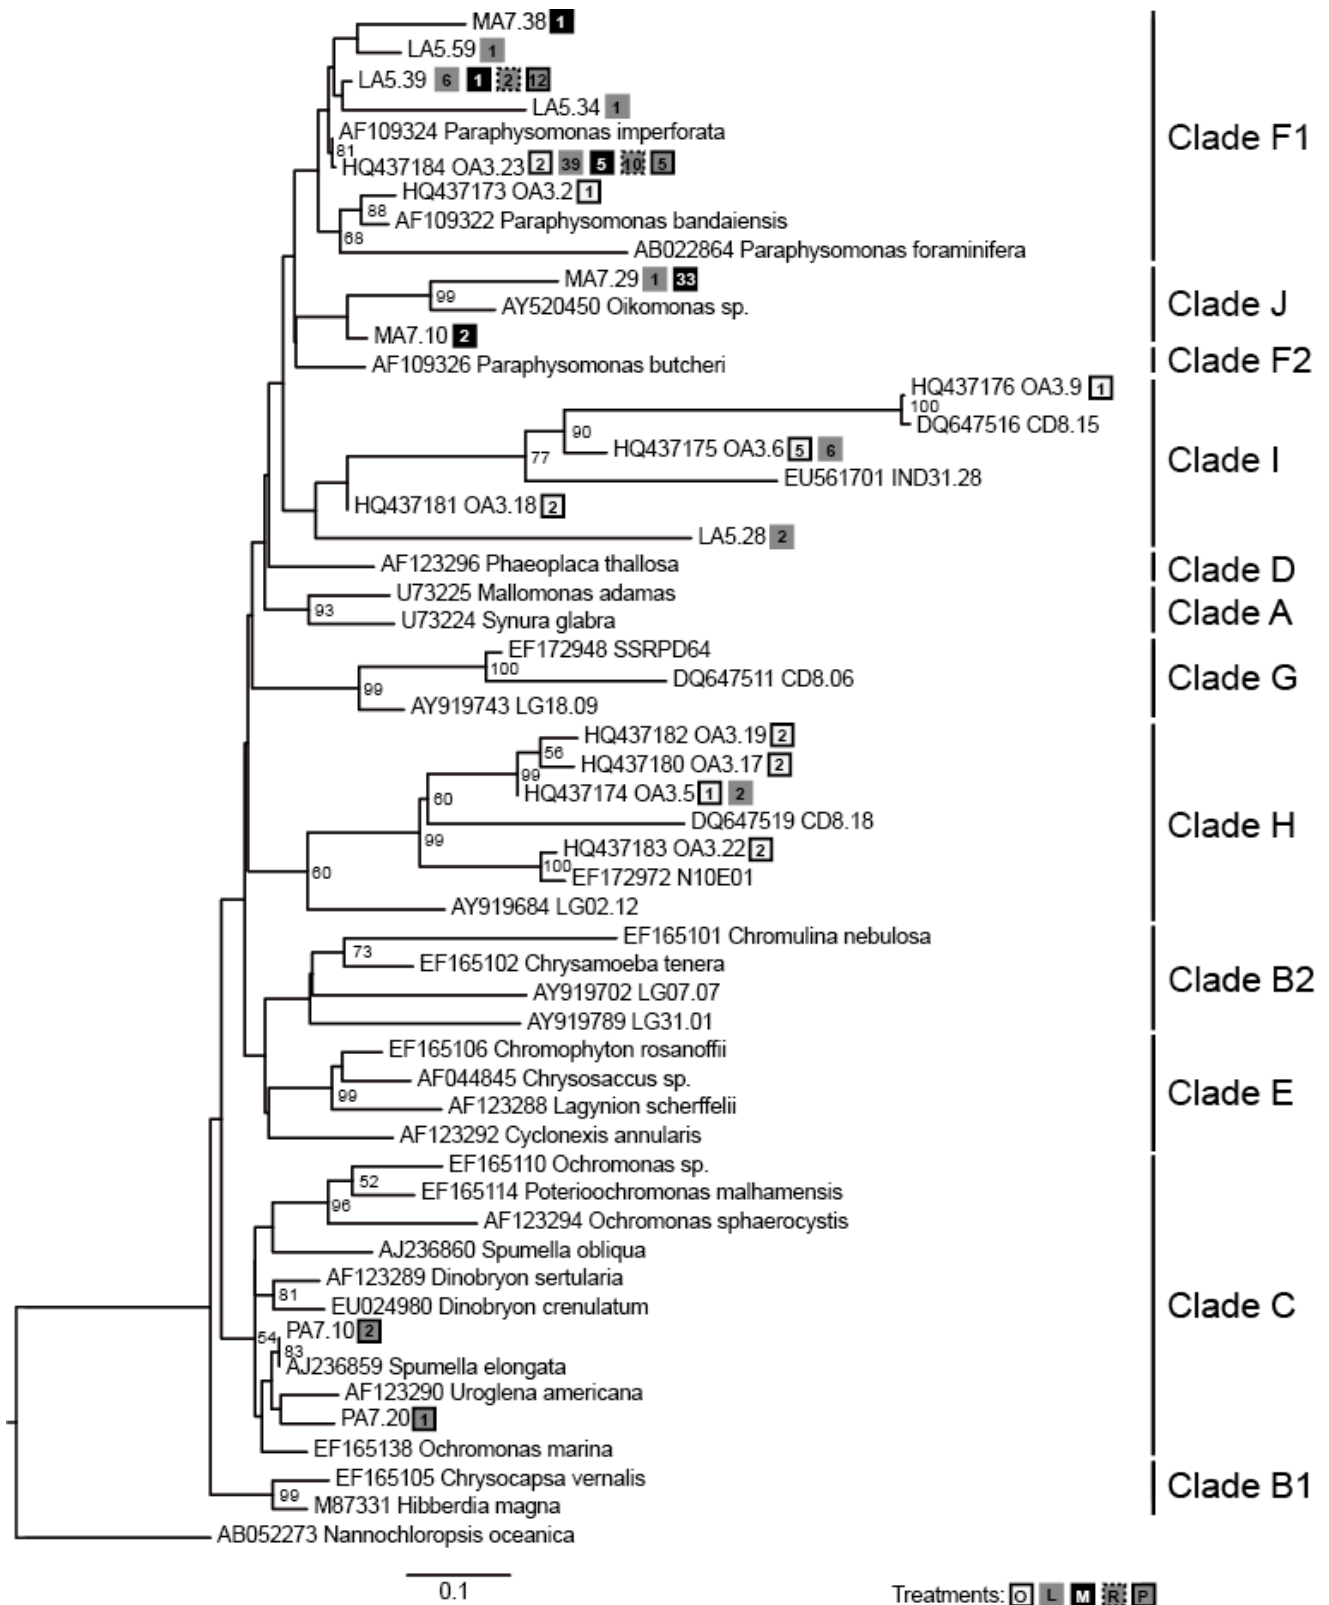 MA7.38 1
LA5.59 1
LA5.39 6 1 2 12
LA5.34 1
Clade F1
AF109324 Paraphysomonas imperforata
81
HQ437184 OA3.23 2 39 5 10 5
HQ437173 OA3.2 1
88
AF109322 Paraphysomonas bandaiensis
68
AB022864 Paraphysomonas foraminifera
MA7.29 1 33
99
AY520450 Oikomonas sp.
Clade J
MA7.10 2
AF109326 Paraphysomonas butcheri
Clade F2
HQ437176 OA3.9 1
100
DQ647516 CD8.15
90
HQ437175 OA3.6 5 6
77
Clade I
EU561701 IND31.28
HQ437181 OA3.18 2
LA5.28 2
AF123296 Phaeoplaca thallosa
Clade D
U73225 Mallomonas adamas
93
Clade A
U73224 Synura glabra
EF172948 SSRPD64
100
DQ647511 CD8.06
Clade G
99
AY919743 LG18.09
HQ437182 OA3.19 2
56
HQ437180 OA3.17 2
99
HQ437174 OA3.5 1 2
60
DQ647519 CD8.18
Clade H
99
HQ437183 OA3.22 2
100
EF172972 N10E01
60
AY919684 LG02.12
EF165101 Chromulina nebulosa
73
EF165102 Chrysamoeba tenera
Clade B2
AY919702 LG07.07
AY919789 LG31.01
EF165106 Chromophyton rosanoffii
AF044845 Chrysosaccus sp.
Clade E
99
AF123288 Lagynion scherffelii
AF123292 Cyclonexis annularis
EF165110 Ochromonas sp.
52
EF165114 Poterioochromonas malhamensis
96
AF123294 Ochromonas sphaerocystis
AJ236860 Spumella obliqua
AF123289 Dinobryon sertularia
81
Clade C
EU024980 Dinobryon crenulatum
54
PA7.10 2
83
AJ236859 Spumella elongata
AF123290 Uroglena americana
PA7.20 1
EF165138 Ochromonas marina
EF165105 Chrysocapsa vernalis
99
Clade B1
M87331 Hibberdia magna
AB052273 Nannochloropsis oceanica
0.1
Treatments: O L M R P